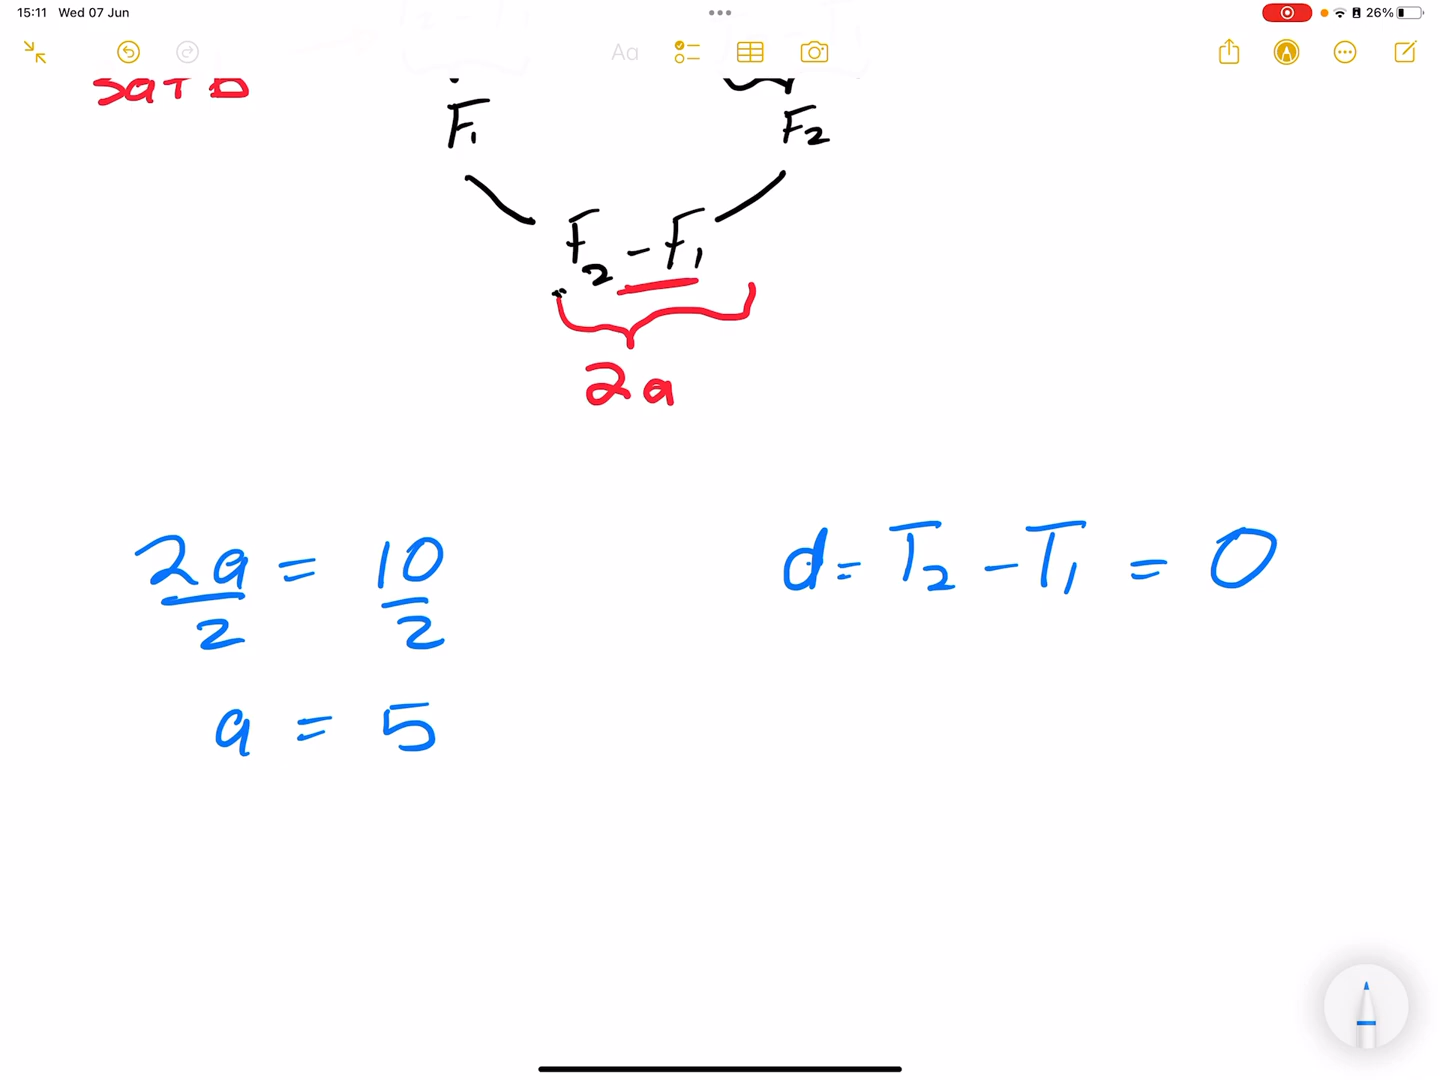 15:11 Wed 07 Jun
26%
Aa
F₁ F₂
F₂ - F₁
2a
2a = 10
2 2
a = 5
d = T₂ - T₁ = 0